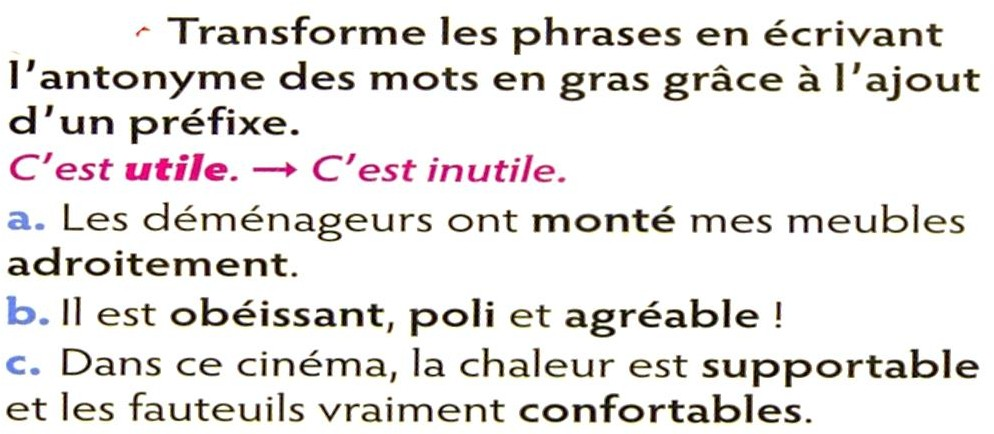 Transforme les phrases en écrivant
l'antonyme des mots en gras grâce à l'ajout
d'un préfixe.
C'est utile. → C'est inutile.
a. Les déménageurs ont monté mes meubles
adroitement.
b. Il est obéissant, poli et agréable !
c. Dans ce cinéma, la chaleur est supportable
et les fauteuils vraiment confortables.